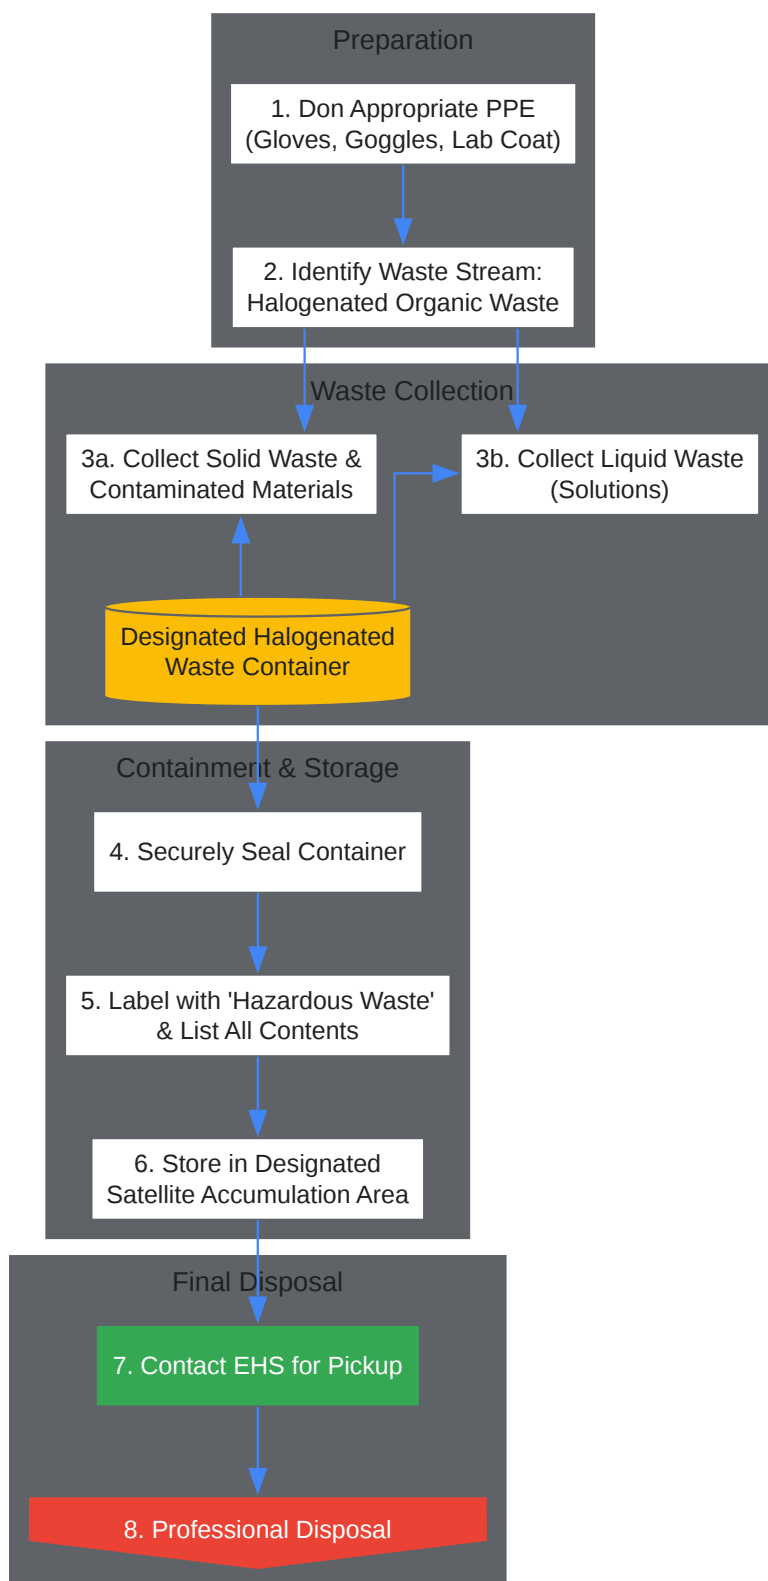 Preparation
1. Don Appropriate PPE
(Gloves, Goggles, Lab Coat)
2. Identify Waste Stream:
Halogenated Organic Waste
Waste Collection
3a. Collect Solid Waste &
Contaminated Materials
3b. Collect Liquid Waste
(Solutions)
Designated Halogenated
Waste Container
Containment & Storage
4. Securely Seal Container
5. Label with 'Hazardous Waste'
& List All Contents
6. Store in Designated
Satellite Accumulation Area
Final Disposal
7. Contact EHS for Pickup
8. Professional Disposal